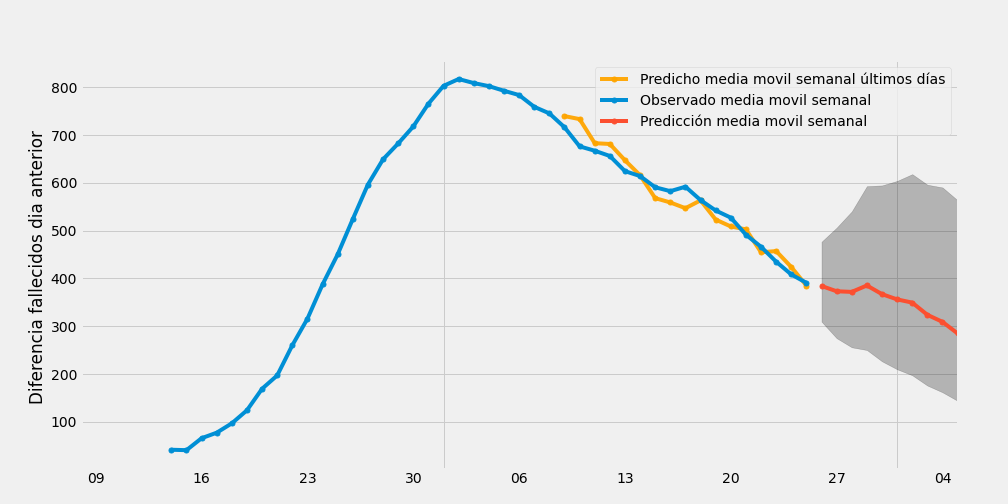 Predicho media movil semanal últimos días
Observado media movil semanal
Predicción media movil semanal
Diferencia fallecidos dia anterior
800
700
600
500
400
300
200
100
09 16 23 30 06 13 20 27 04